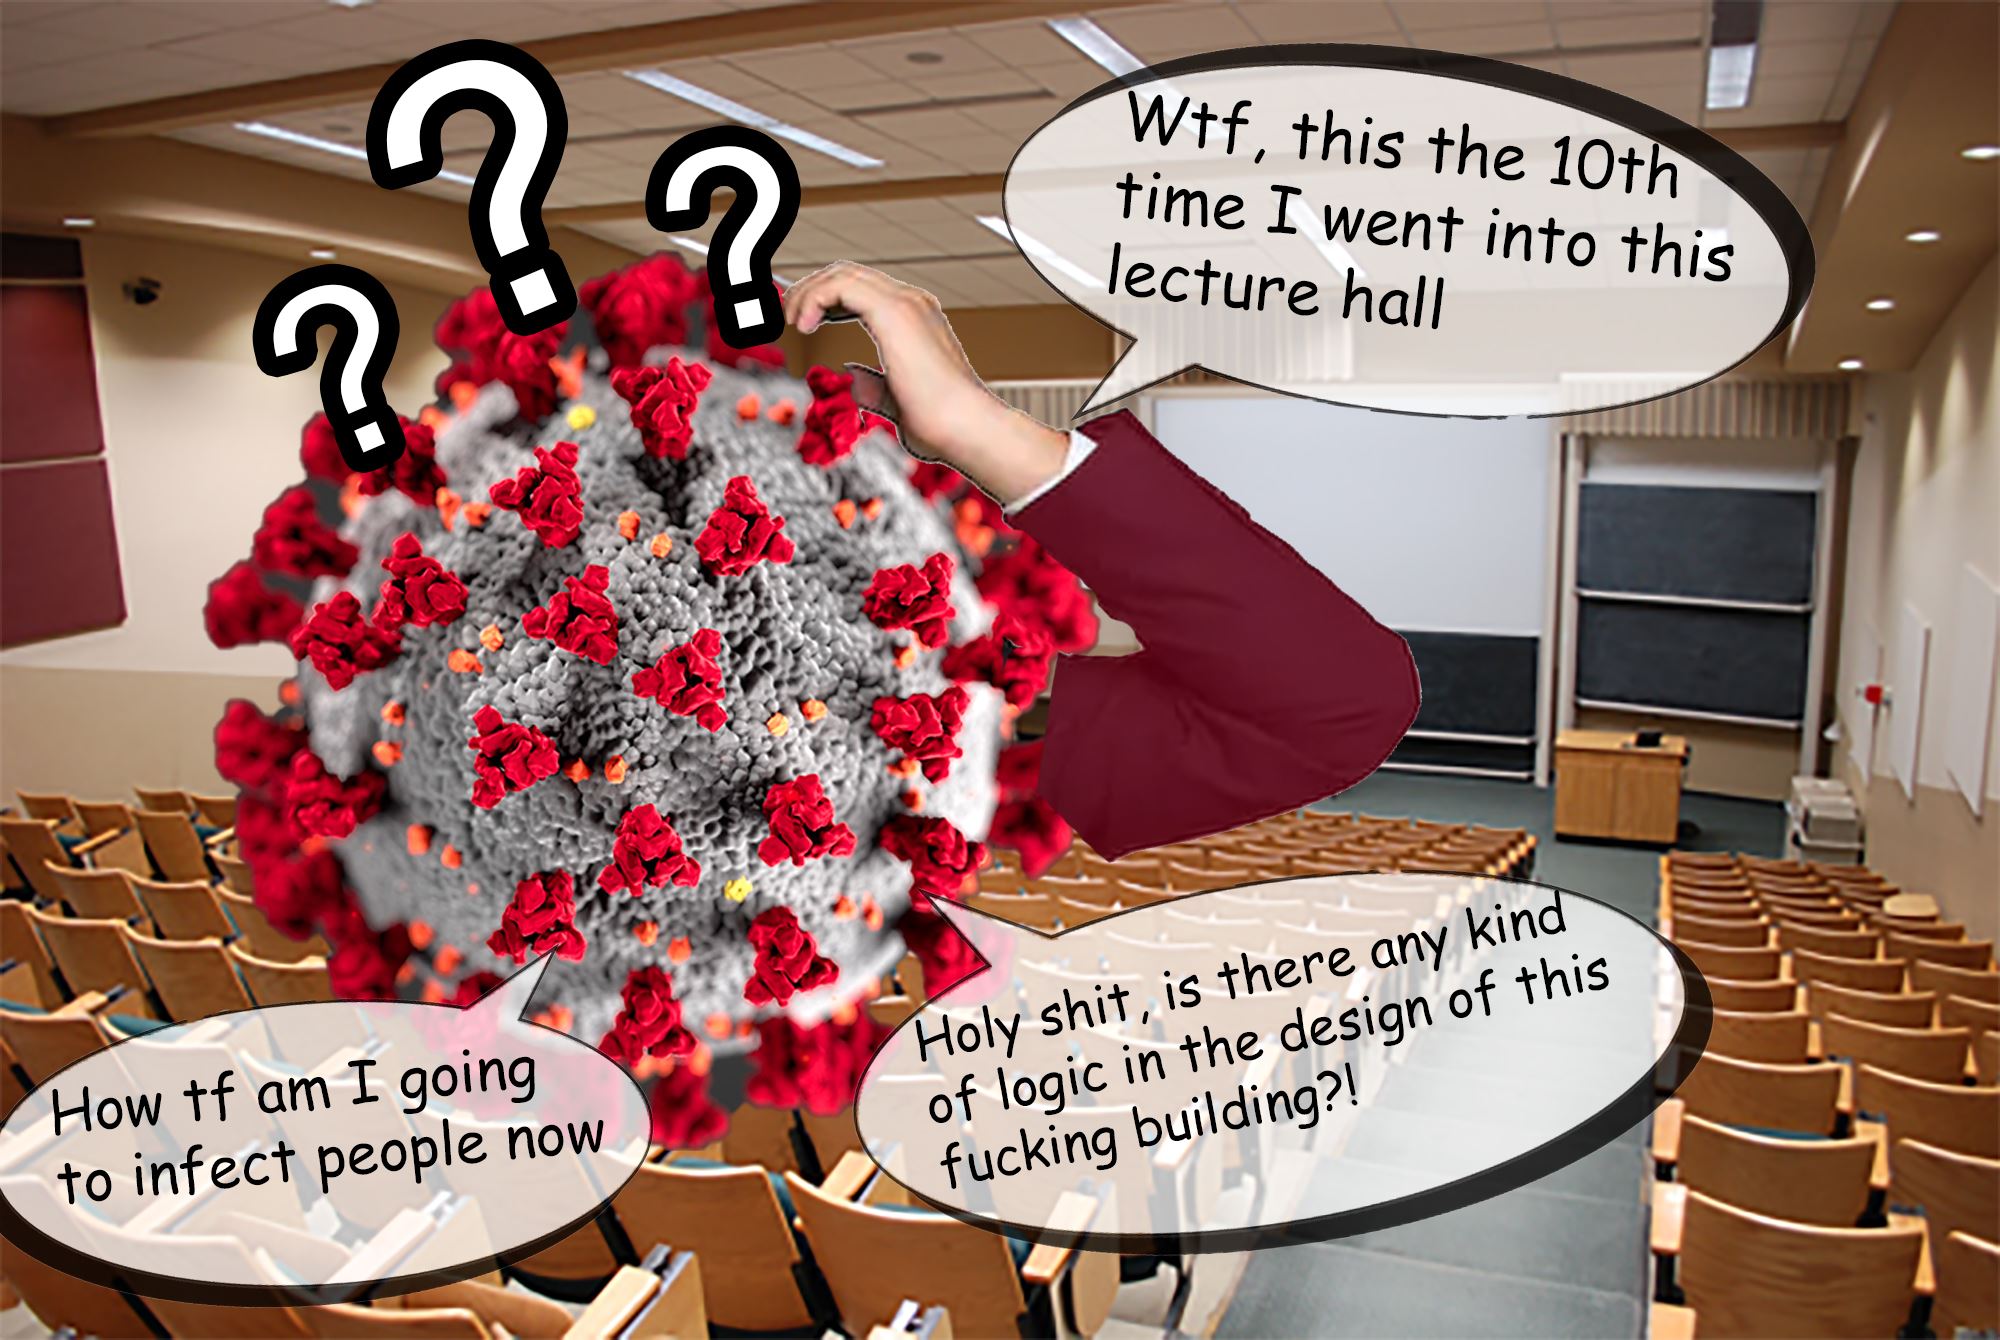 ? ? ?
Wtf, this the 10th
time I went into this
lecture hall
How tf am I going
to infect people now
Holy shit, is there any kind
of logic in the design of this
fucking building?!